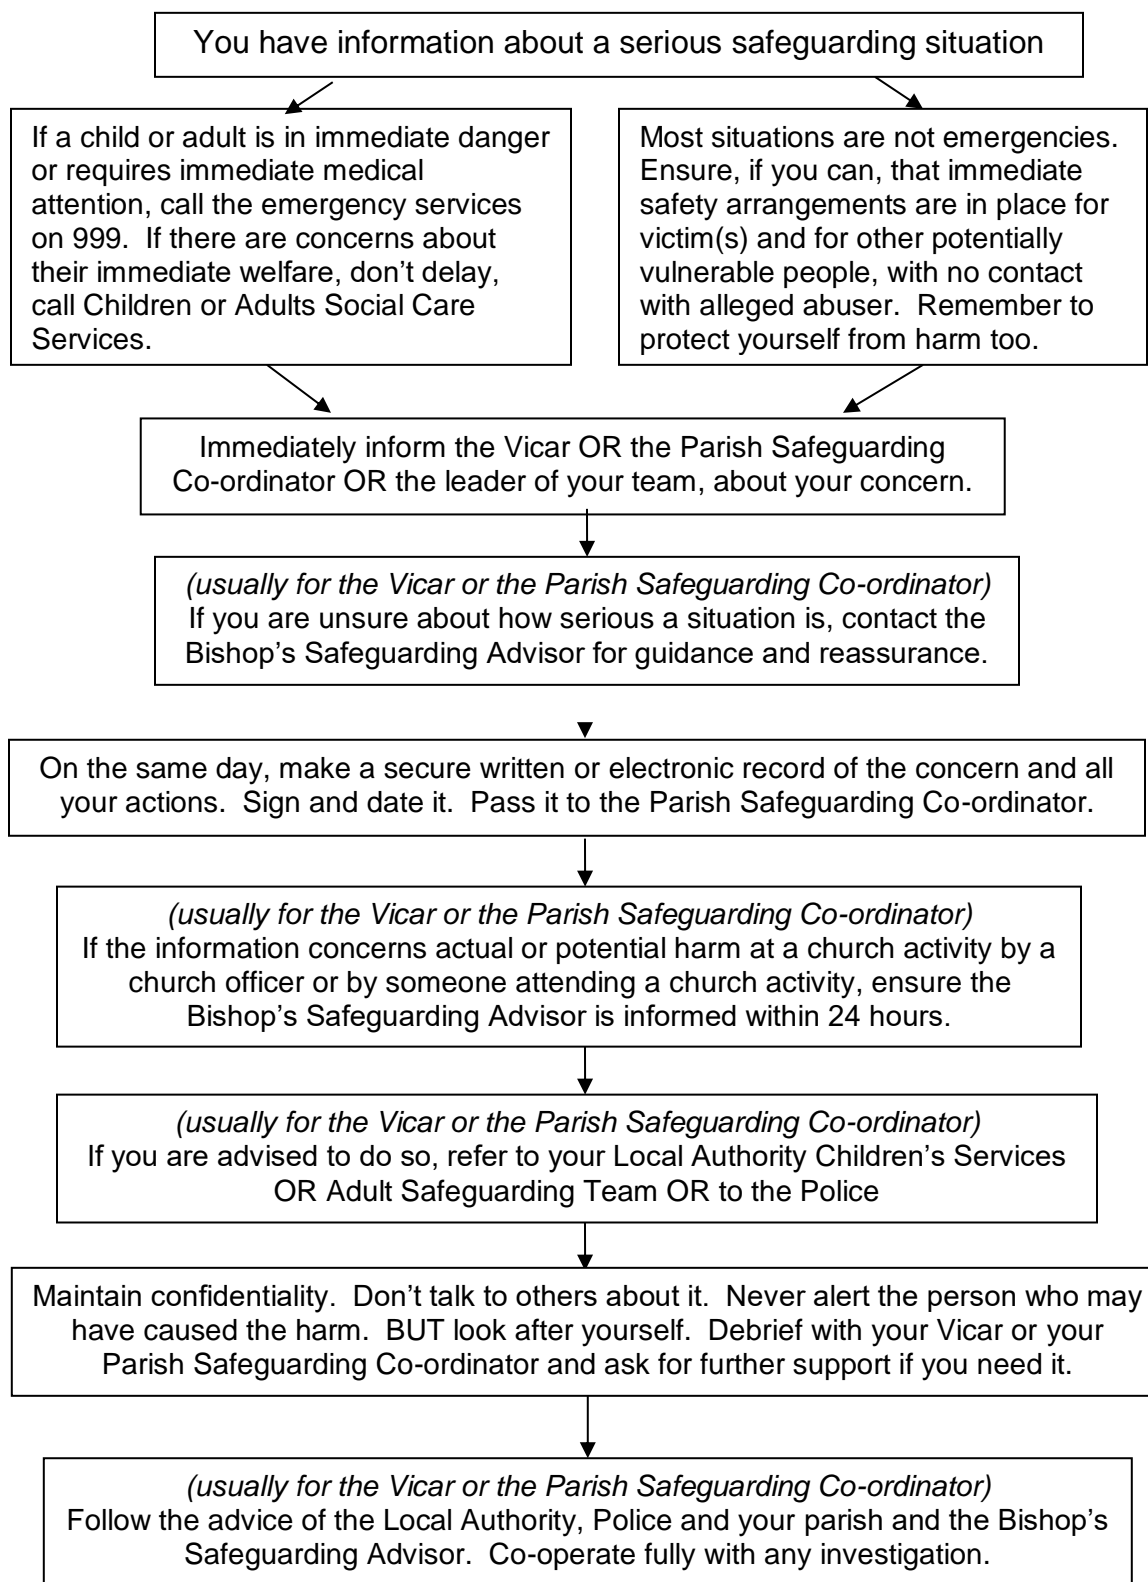 You have information about a serious safeguarding situation
If a child or adult is in immediate danger
or requires immediate medical
attention, call the emergency services
on 999.  If there are concerns about
their immediate welfare, don’t delay,
call Children or Adults Social Care
Services.
Most situations are not emergencies.
Ensure, if you can, that immediate
safety arrangements are in place for
victim(s) and for other potentially
vulnerable people, with no contact
with alleged abuser.  Remember to
protect yourself from harm too.
Immediately inform the Vicar OR the Parish Safeguarding
Co-ordinator OR the leader of your team, about your concern.
(usually for the Vicar or the Parish Safeguarding Co-ordinator)
If you are unsure about how serious a situation is, contact the
Bishop’s Safeguarding Advisor for guidance and reassurance.
On the same day, make a secure written or electronic record of the concern and all
your actions.  Sign and date it.  Pass it to the Parish Safeguarding Co-ordinator.
(usually for the Vicar or the Parish Safeguarding Co-ordinator)
If the information concerns actual or potential harm at a church activity by a
church officer or by someone attending a church activity, ensure the
Bishop’s Safeguarding Advisor is informed within 24 hours.
(usually for the Vicar or the Parish Safeguarding Co-ordinator)
If you are advised to do so, refer to your Local Authority Children’s Services
OR Adult Safeguarding Team OR to the Police
Maintain confidentiality.  Don’t talk to others about it.  Never alert the person who may
have caused the harm.  BUT look after yourself.  Debrief with your Vicar or your
Parish Safeguarding Co-ordinator and ask for further support if you need it.
(usually for the Vicar or the Parish Safeguarding Co-ordinator)
Follow the advice of the Local Authority, Police and your parish and the Bishop’s
Safeguarding Advisor.  Co-operate fully with any investigation.